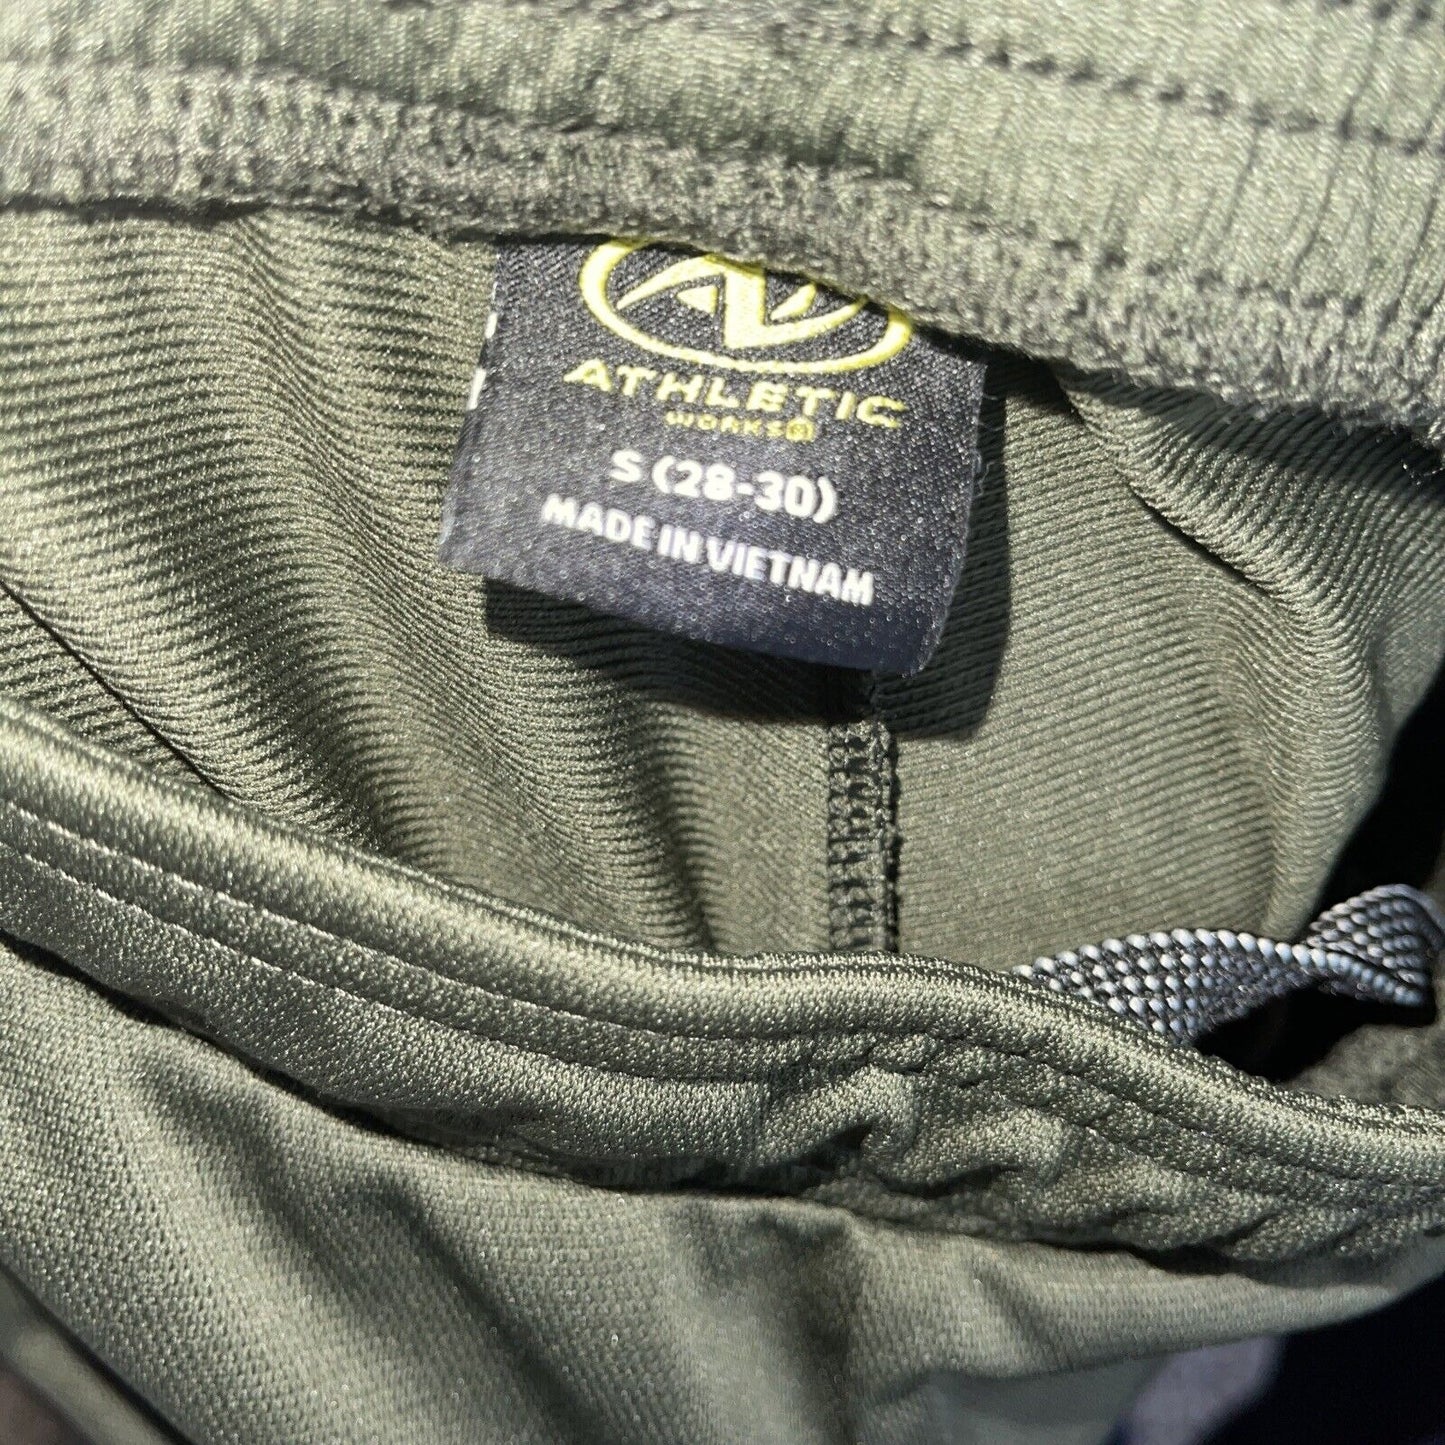 ATHLETIC
WORKS®
S (28-30)
MADE IN VIETNAM